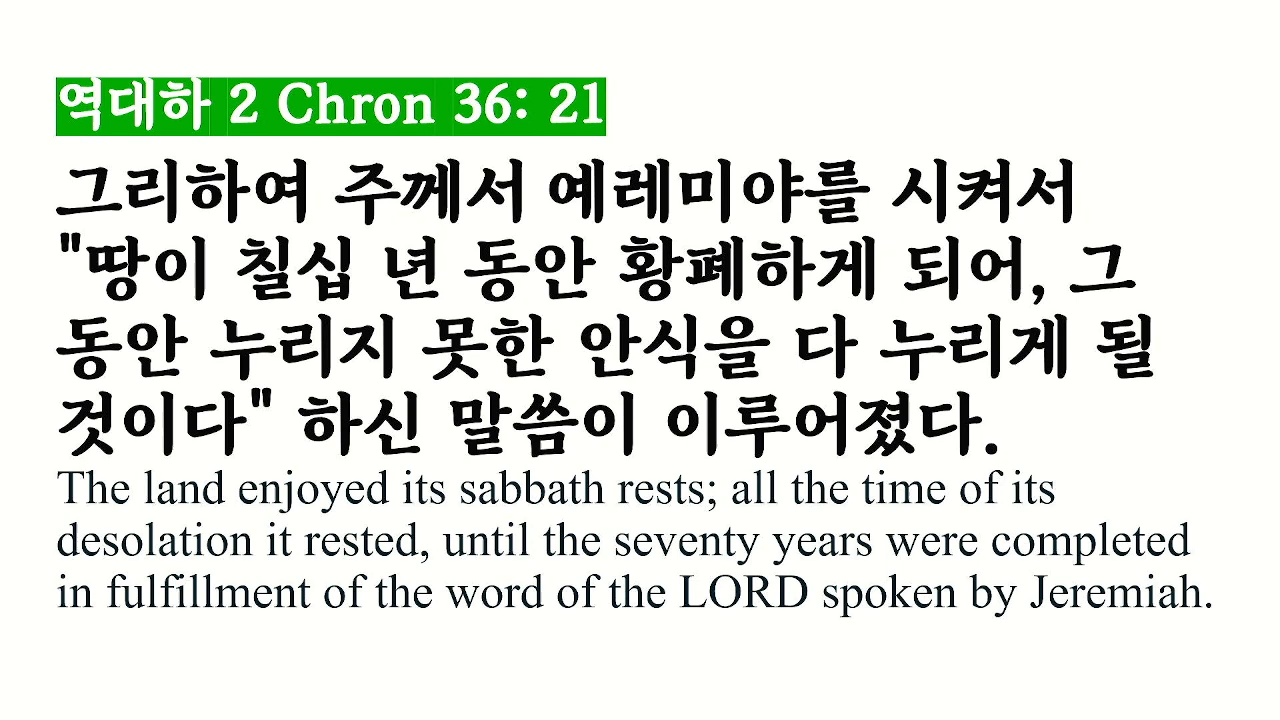 역대하 2 Chron 36: 21
그리하여 주께서 예레미야를 시켜서
"땅이 칠십 년 동안 황폐하게 되어, 그
동안 누리지 못한 안식을 다 누리게 될
것이다" 하신 말씀이 이루어졌다.
The land enjoyed its sabbath rests; all the time of its
desolation it rested, until the seventy years were completed
in fulfillment of the word of the LORD spoken by Jeremiah.